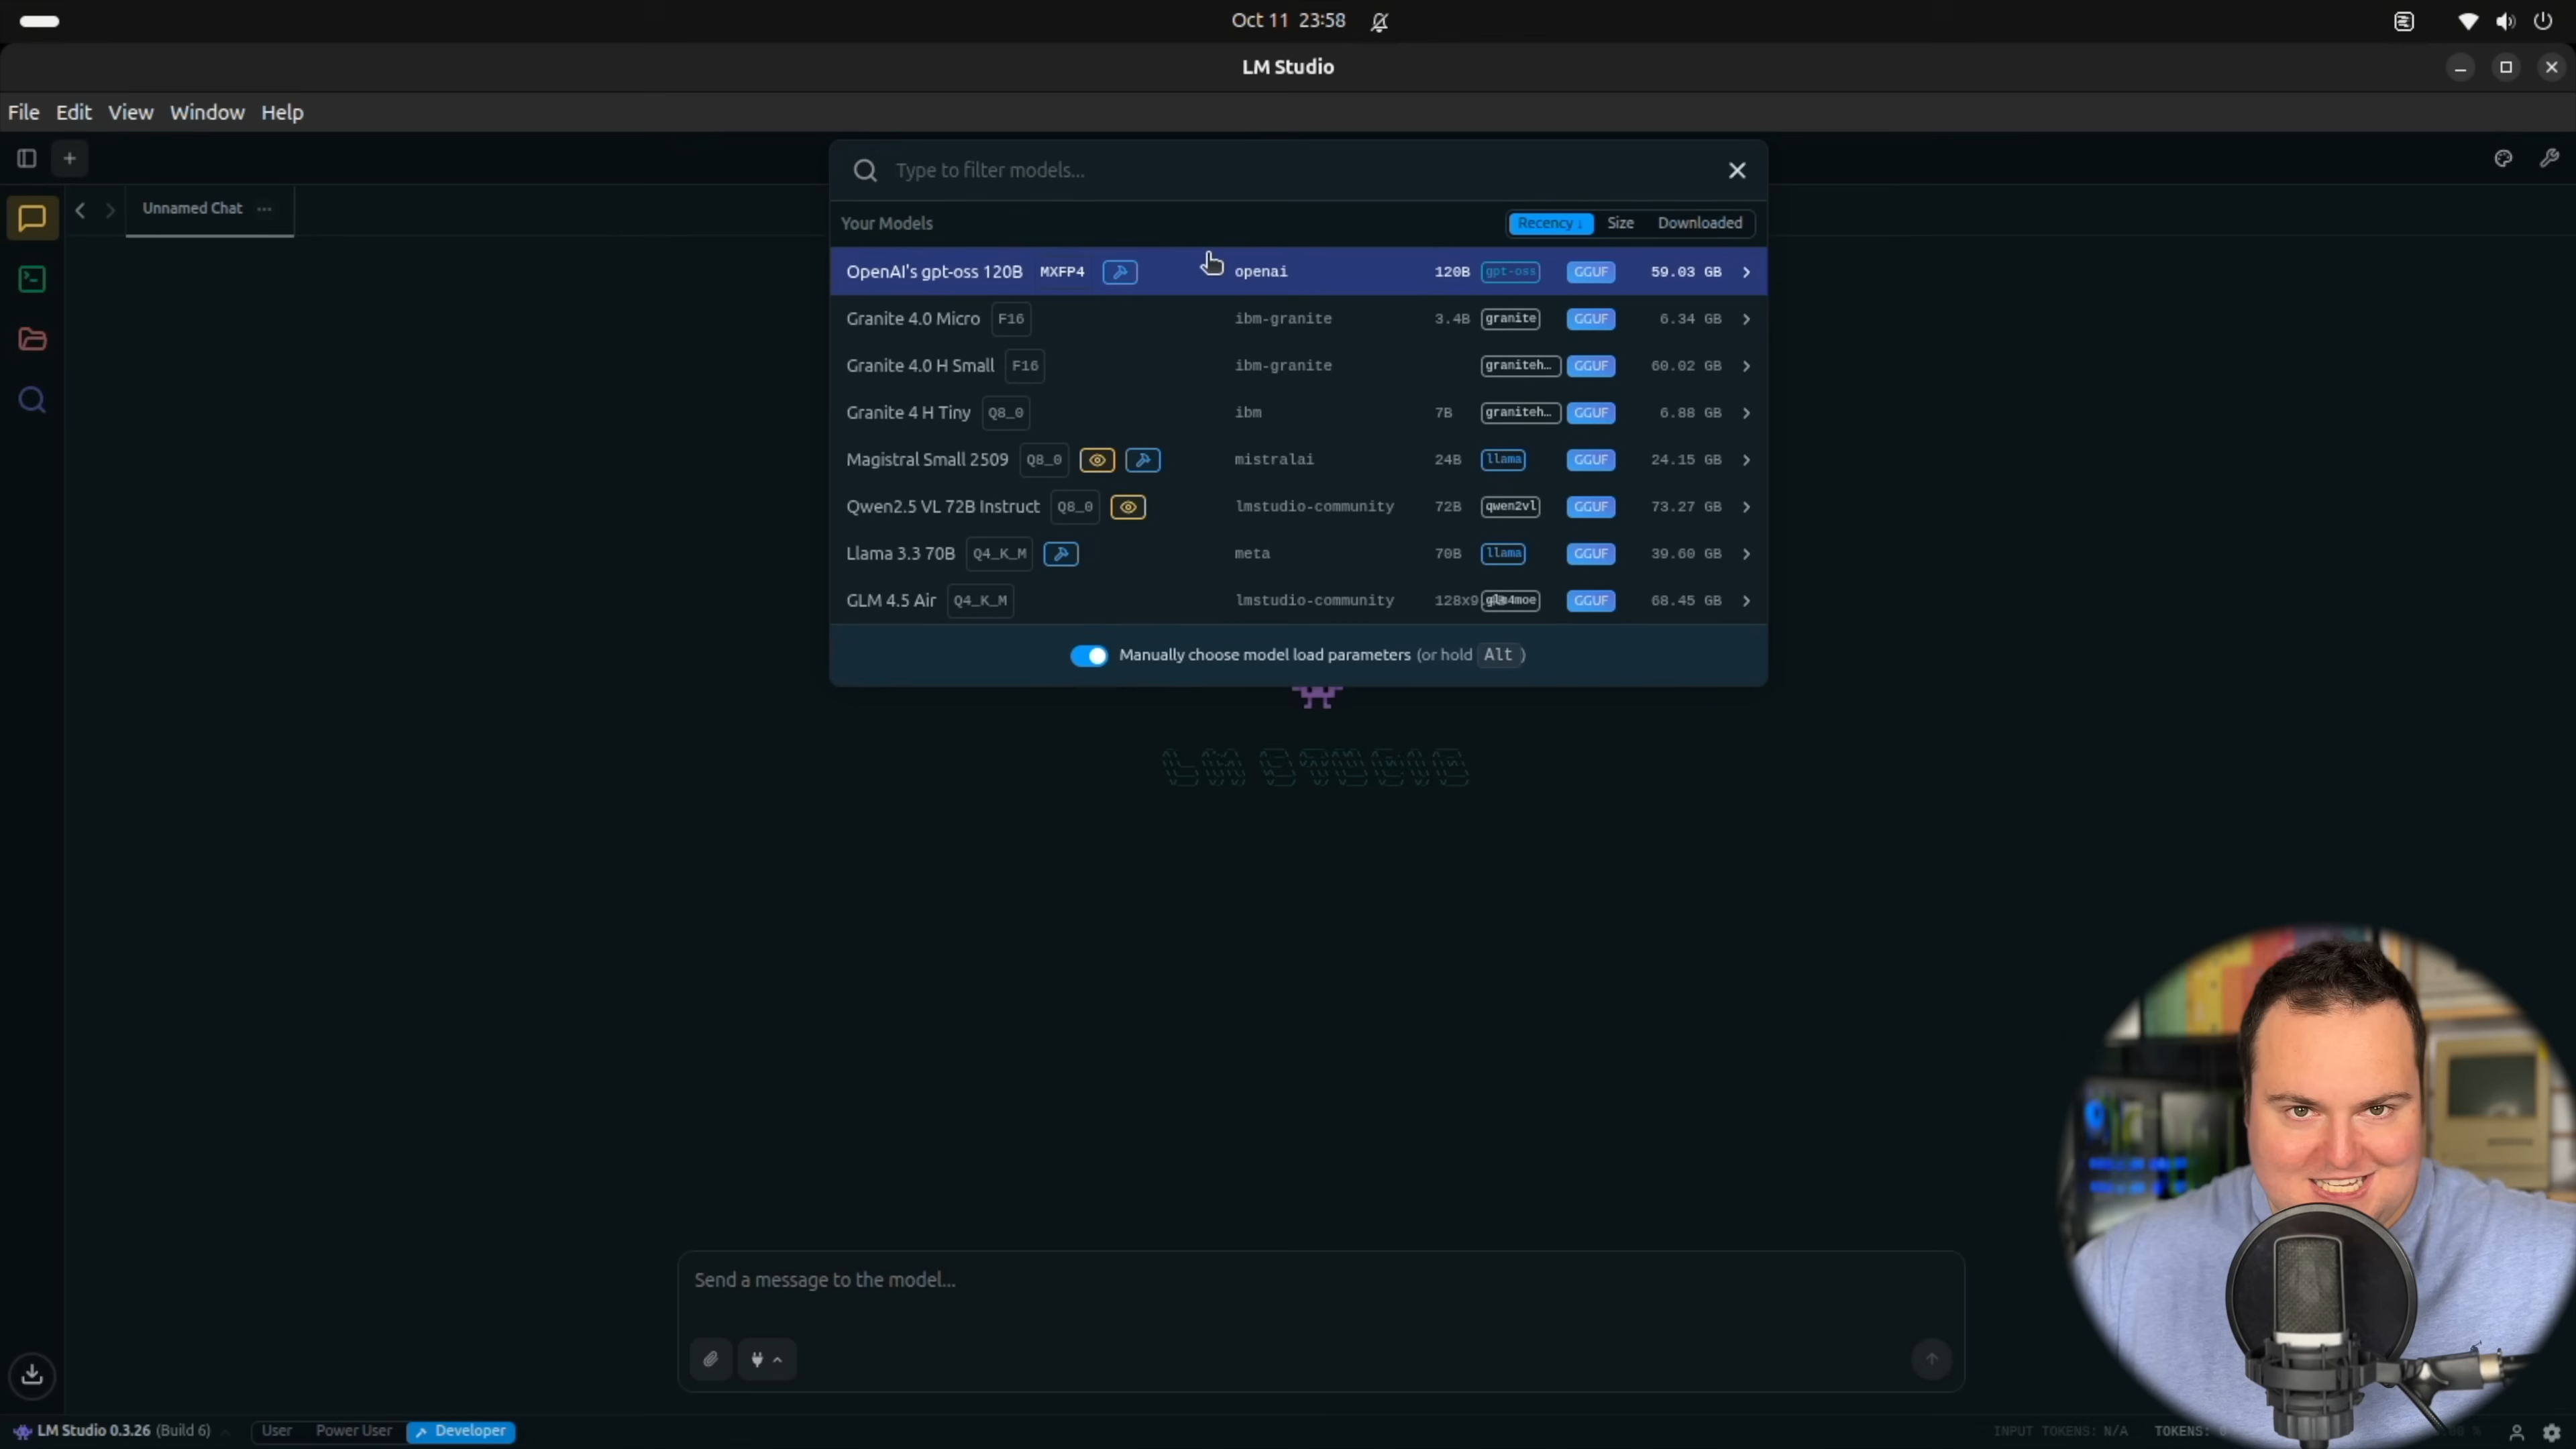 Oct 11 23:58
LM Studio
File Edit View Window Help
Type to filter models...
Unnamed Chat ...
Your Models Recency ↓ Size Downloaded
OpenAI's gpt-oss 120B MXFP4 openai 120B gpt-oss GGUF 59.03 GB
Granite 4.0 Micro F16 ibm-granite 3.4B granite GGUF 6.34 GB
Granite 4.0 H Small F16 ibm-granite graniteh... GGUF 60.02 GB
Granite 4 H Tiny Q8_0 ibm 7B graniteh... GGUF 6.88 GB
Magistral Small 2509 Q8_0 mistralai 24B llama GGUF 24.15 GB
Qwen2.5 VL 72B Instruct Q8_0 lmstudio-community 72B qwen2vl GGUF 73.27 GB
Llama 3.3 70B Q4_K_M meta 70B llama GGUF 39.60 GB
GLM 4.5 Air Q4_K_M lmstudio-community glm4moe GGUF 68.45 GB
Manually choose model load parameters (or hold Alt )
LM STUDIO
Send a message to the model...
LM Studio 0.3.26 (Build 6) User Power User Developer INPUT TOKENS: N/A TOKENS: